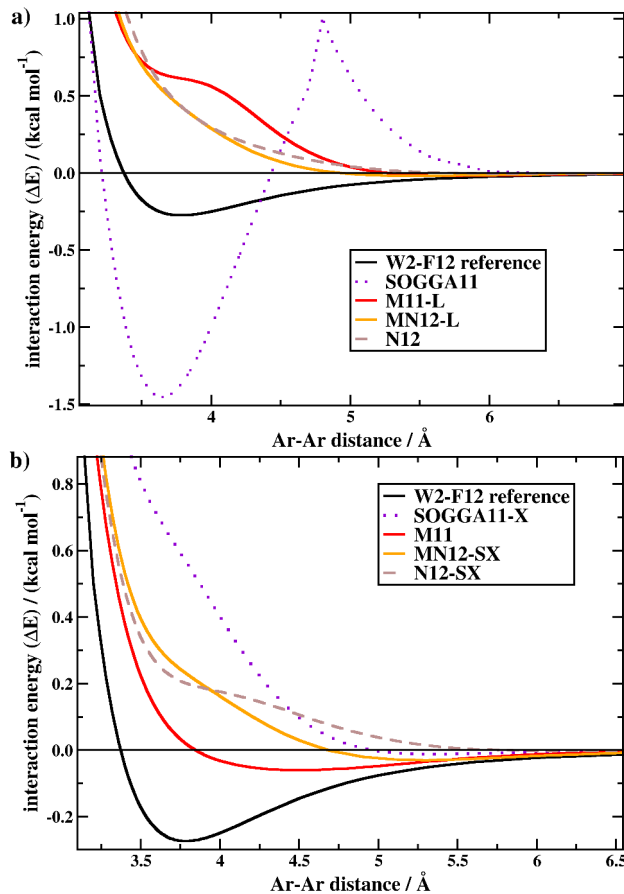 a)
1.0
0.5
0.0
-0.5
-1.0
-1.5
interaction energy (ΔE) / (kcal mol⁻¹)
W2-F12 reference
SOGGA11
M11-L
MN12-L
N12
4
5
6
Ar-Ar distance / Å
b)
0.8
0.6
0.4
0.2
0.0
-0.2
interaction energy (ΔE) / (kcal mol⁻¹)
W2-F12 reference
SOGGA11-X
M11
MN12-SX
N12-SX
3.5
4
4.5
5
5.5
6
6.5
Ar-Ar distance / Å